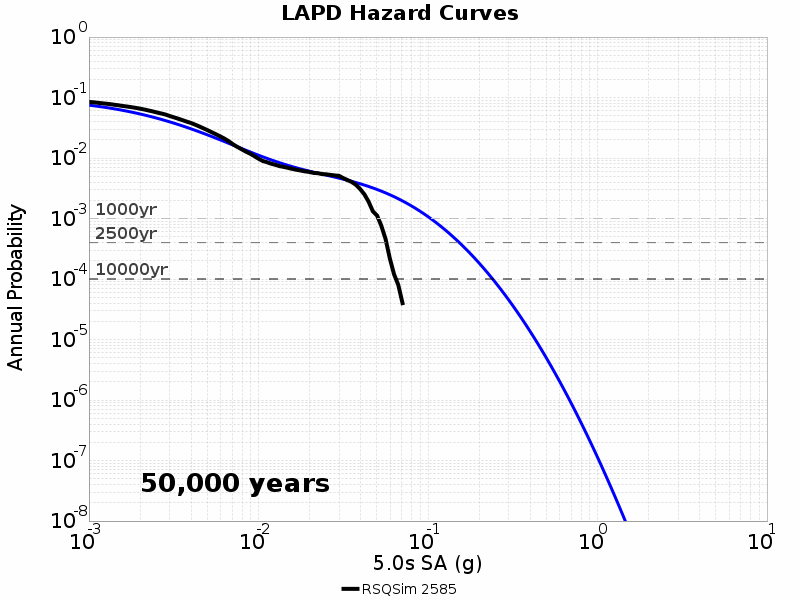 LAPD Hazard Curves
10^0
10^-1
10^-2
10^-3
10^-4
10^-5
10^-6
10^-7
10^-8
Annual Probability
1000yr
2500yr
10000yr
50,000 years
10^-3
10^-2
10^-1
10^0
10^1
5.0s SA (g)
RSQSim 2585